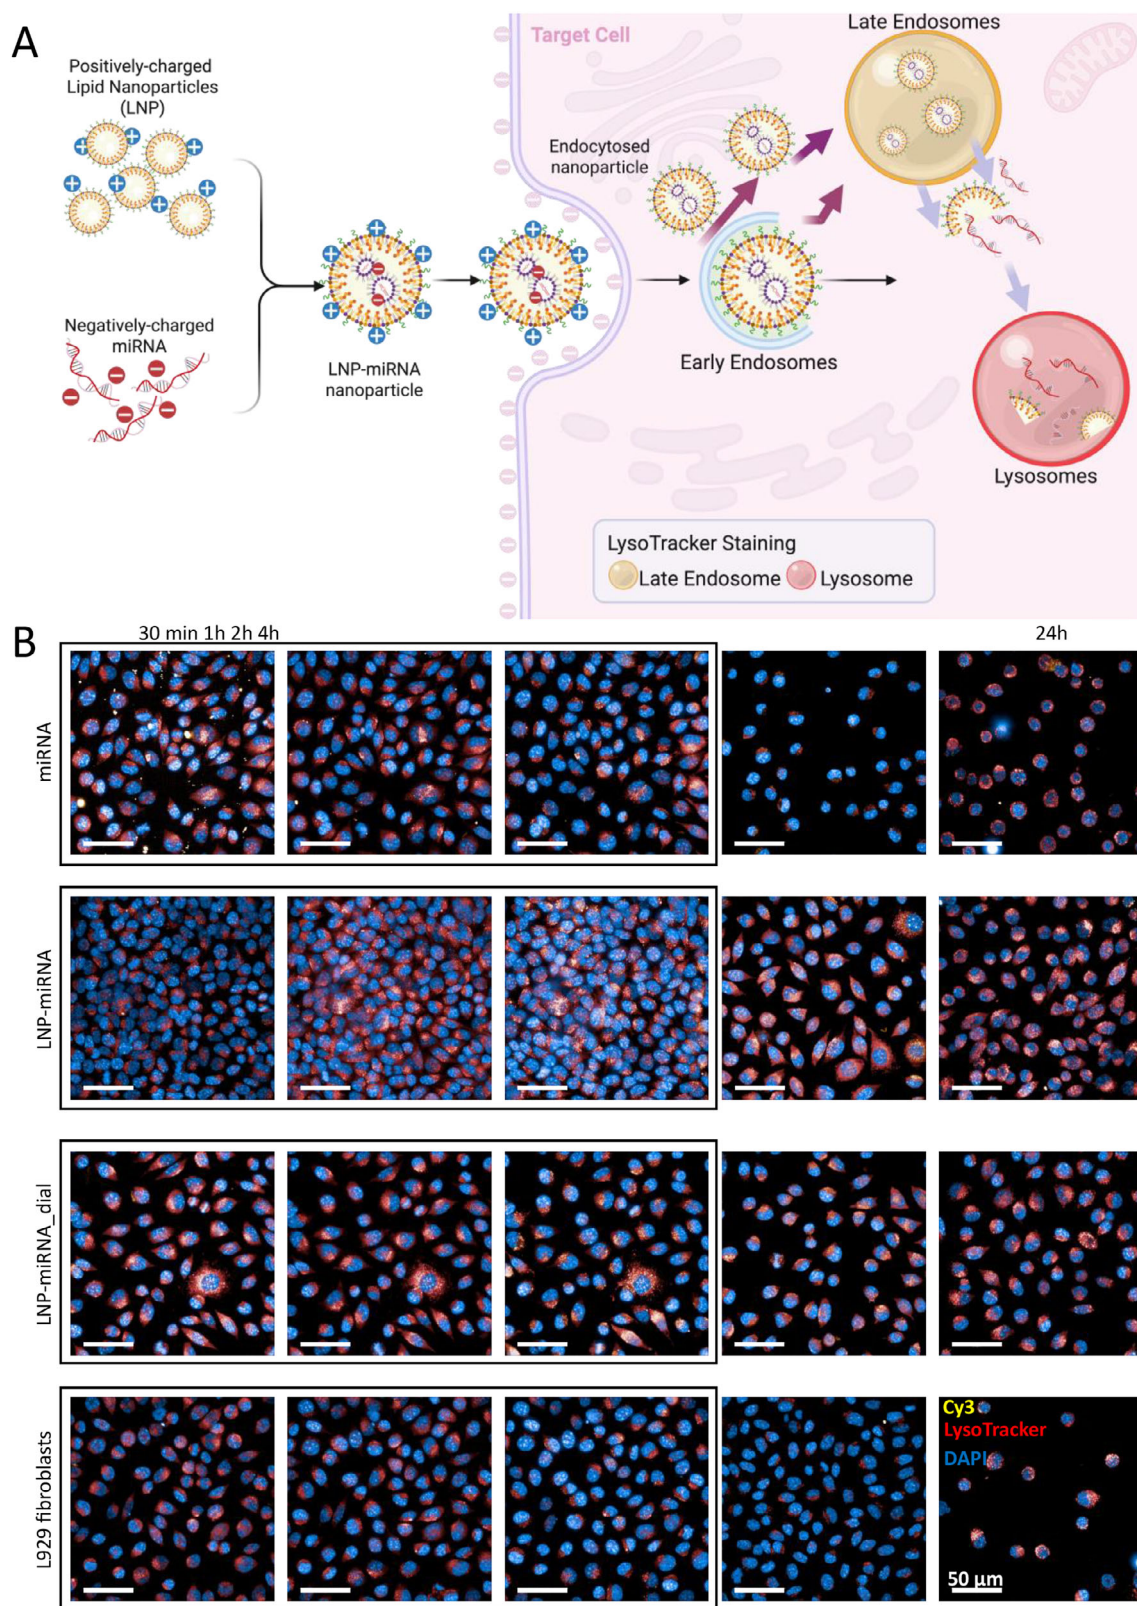 A
Positively-charged
Lipid Nanoparticles
(LNP)
Negatively-charged
miRNA
LNP-miRNA
nanoparticle
Target Cell
Endocytosed
nanoparticle
Early Endosomes
Late Endosomes
Lysosomes
LysoTracker Staining
Late Endosome
Lysosome
B
30 min 1h 2h 4h
24h
miRNA
LNP-miRNA
LNP-miRNA_dial
L929 fibroblasts
Cy3
LysoTracker
DAPI
50 µm